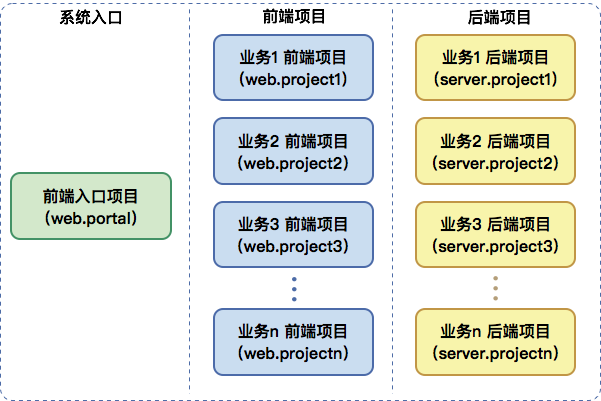 系统入口
前端项目
后端项目
前端入口项目
(web.portal)
业务1 前端项目
(web.project1)
业务2 前端项目
(web.project2)
业务3 前端项目
(web.project3)
业务n 前端项目
(web.projectn)
业务1 后端项目
(server.project1)
业务2 后端项目
(server.project2)
业务3 后端项目
(server.project3)
业务n 后端项目
(server.projectn)